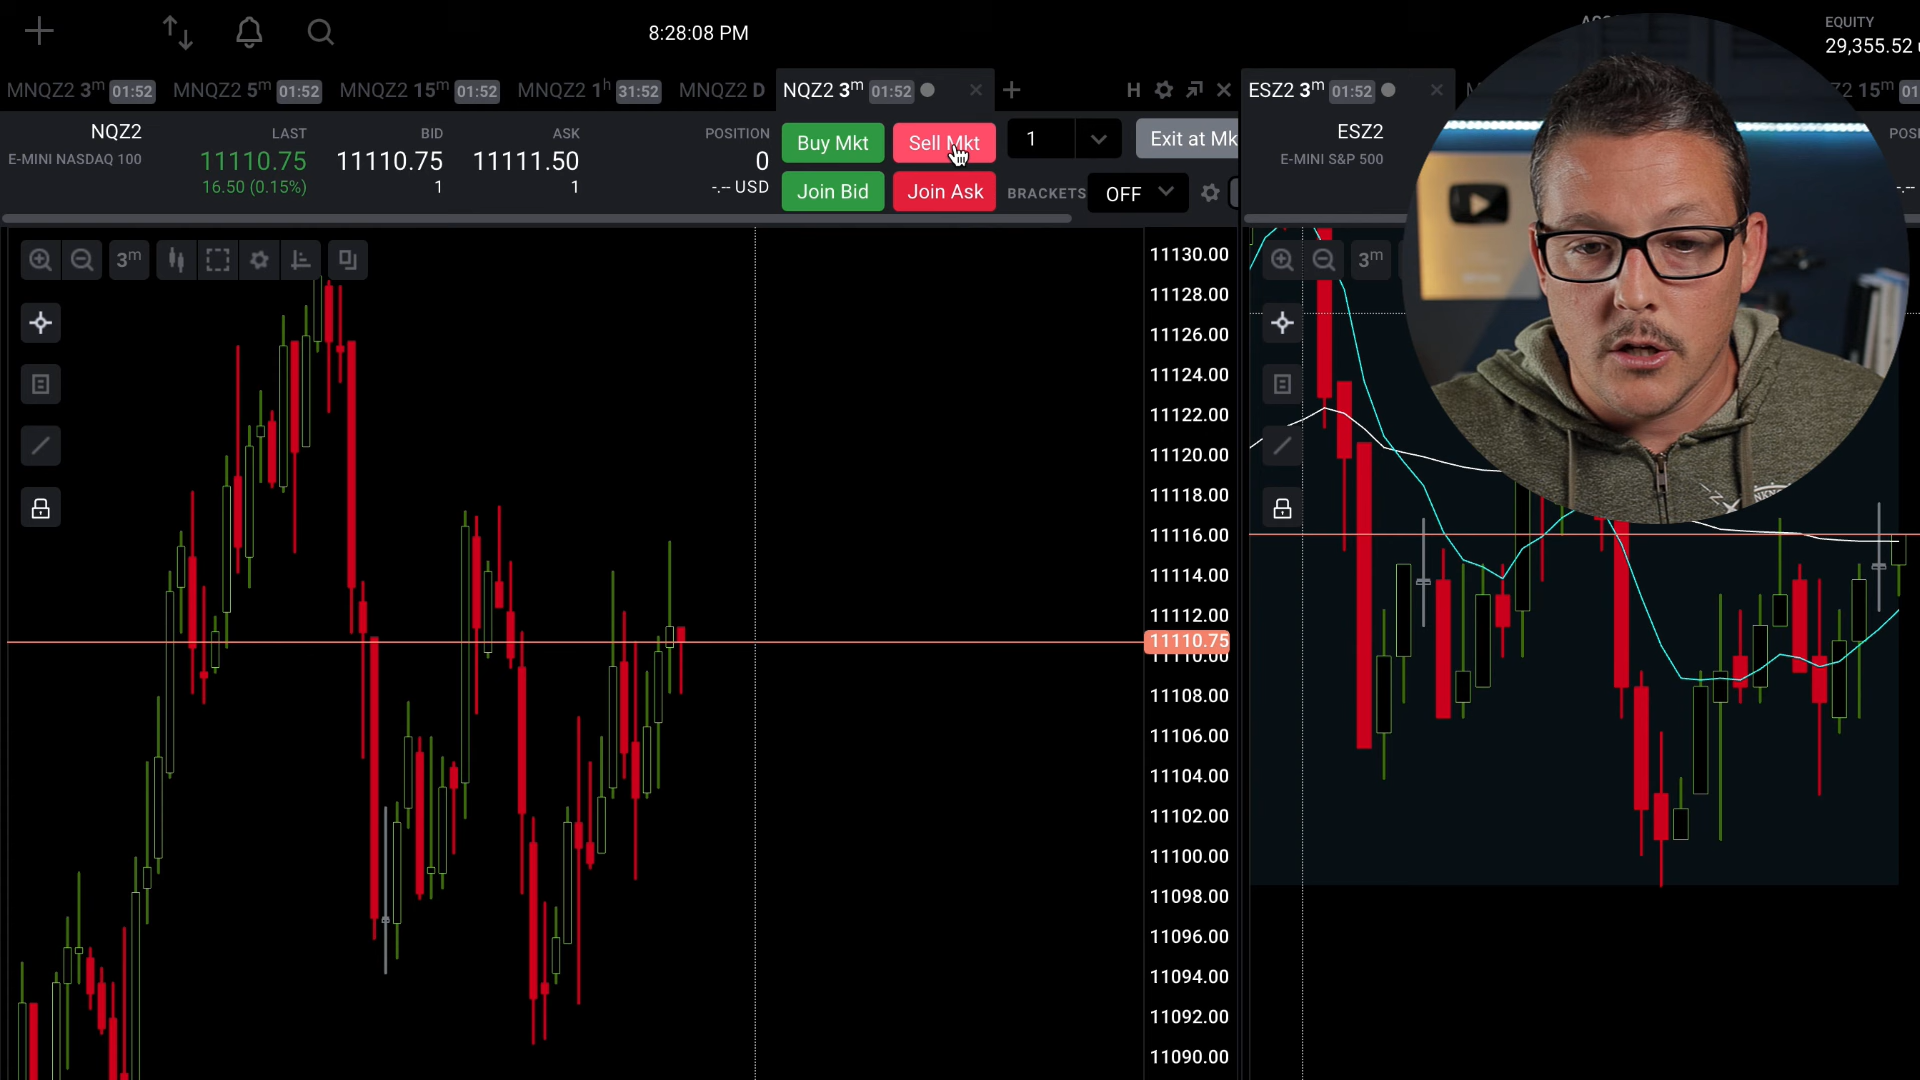 8:28:08 PM
EQUITY
29,355.52
MNQZ2 3m 01:52
MNQZ2 5m 01:52
MNQZ2 15m 01:52
MNQZ2 1h 31:52
MNQZ2 D
NQZ2 3m 01:52
H
ESZ2 3m 01:52
Z2 15m 01
NQZ2
E-MINI NASDAQ 100
LAST
11110.75
16.50 (0.15%)
BID
11110.75
1
ASK
11111.50
1
POSITION
0
-.-- USD
Buy Mkt
Sell Mkt
1
Exit at Mk
Join Bid
Join Ask
BRACKETS
OFF
ESZ2
E-MINI S&P 500
POSI
-.--
3m
3m
11130.00
11128.00
11126.00
11124.00
11122.00
11120.00
11118.00
11116.00
11114.00
11112.00
11110.75
11110.00
11108.00
11106.00
11104.00
11102.00
11100.00
11098.00
11096.00
11094.00
11092.00
11090.00